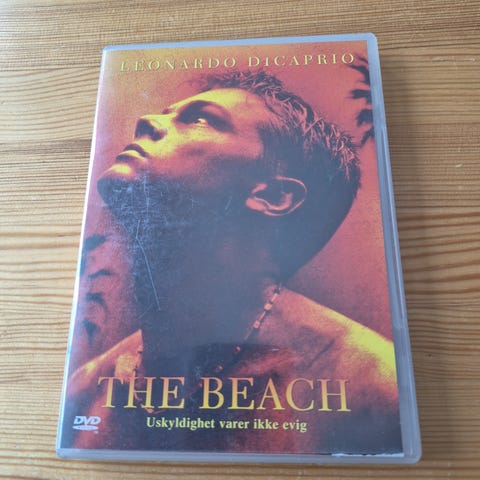 LEONARDO DICAPRIO
THE BEACH
Uskyldighet varer ikke evig
DVD